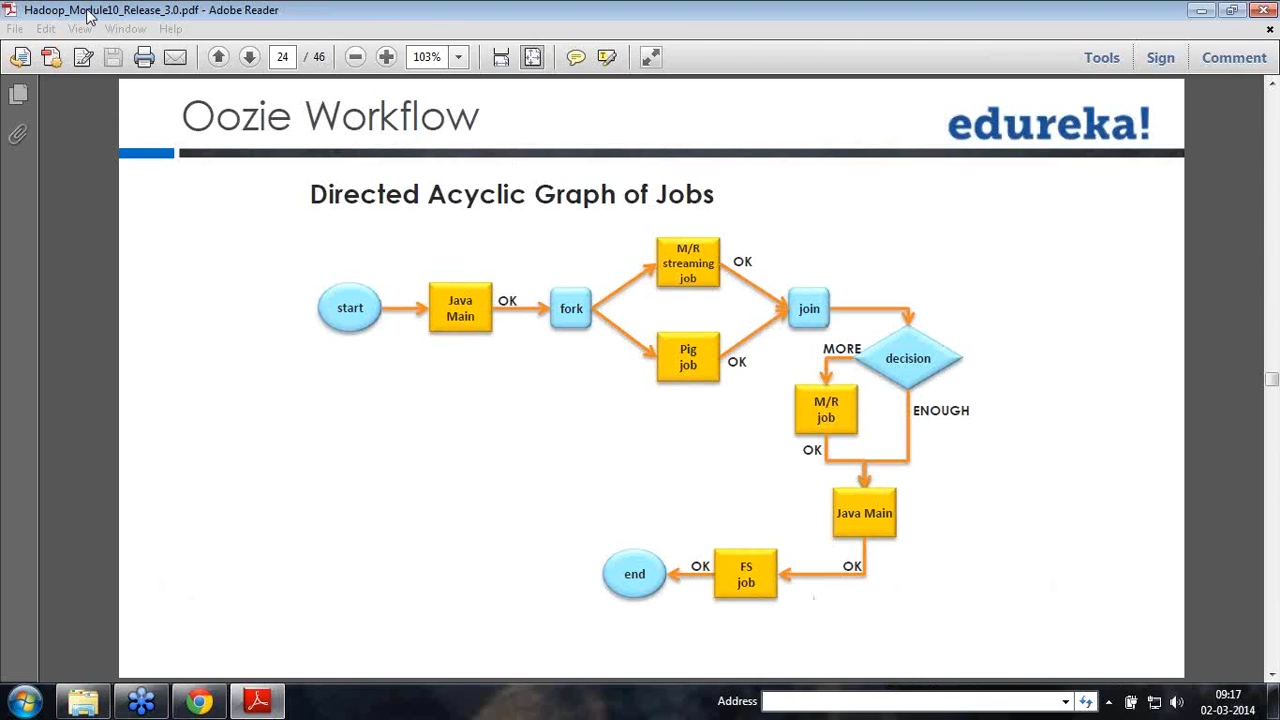 Hadoop_Module10_Release_3.0.pdf - Adobe Reader
File Edit View Window Help
24 / 46 103% Tools Sign Comment
Oozie Workflow
edureka!
Directed Acyclic Graph of Jobs
start
Java
Main
OK
fork
M/R
streaming
job
OK
Pig
job
OK
join
decision
MORE
M/R
job
OK
ENOUGH
Java Main
OK
FS
job
OK
end
Address
09:17
02-03-2014